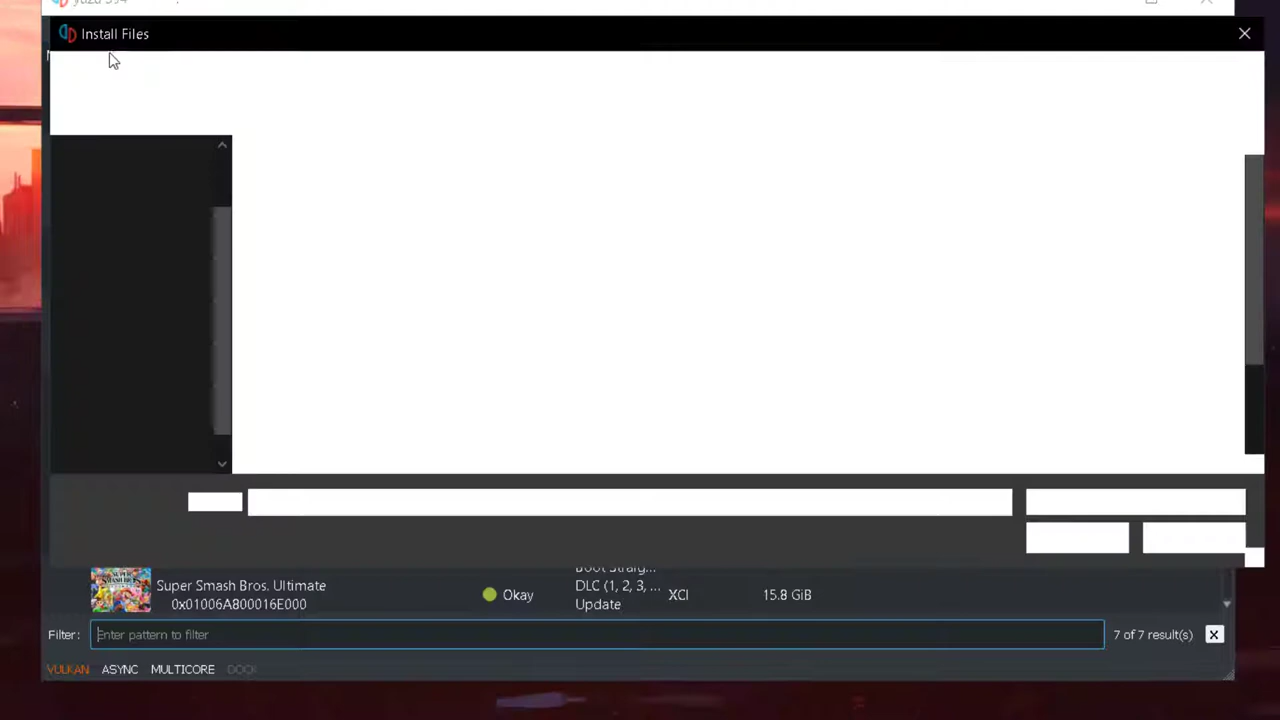 Install Files
Super Smash Bros. Ultimate
0x01006A800016E000
Okay
DLC (1, 2, 3, ...
Update
XCI
15.8 GiB
Filter:
Enter pattern to filter
7 of 7 result(s)
VULKAN ASYNC MULTICORE DOCK